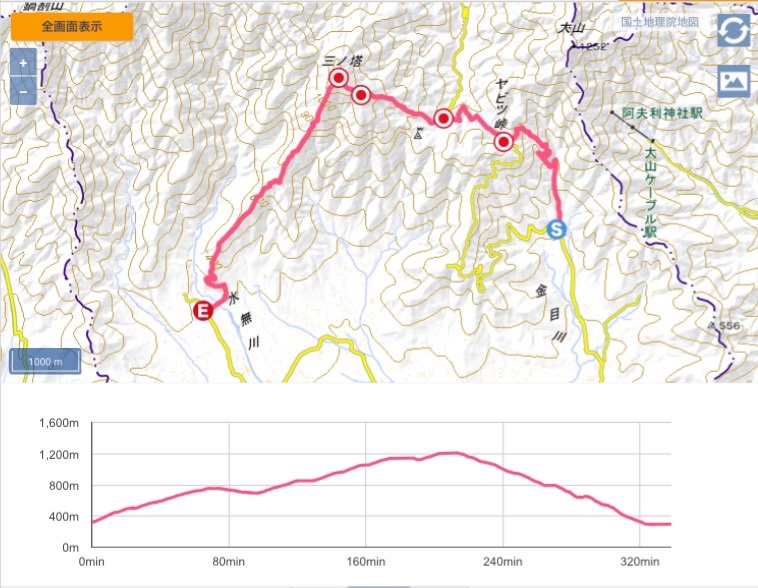 鍋割山
全画面表示
国土地理院地図
大山
1252
+
−
三ノ塔
ヤビツ峠
阿夫利神社駅
大山ケーブル駅
S
E
水無川
金目川
556
1000 m
1,600m
1,200m
800m
400m
0m
0min
80min
160min
240min
320min